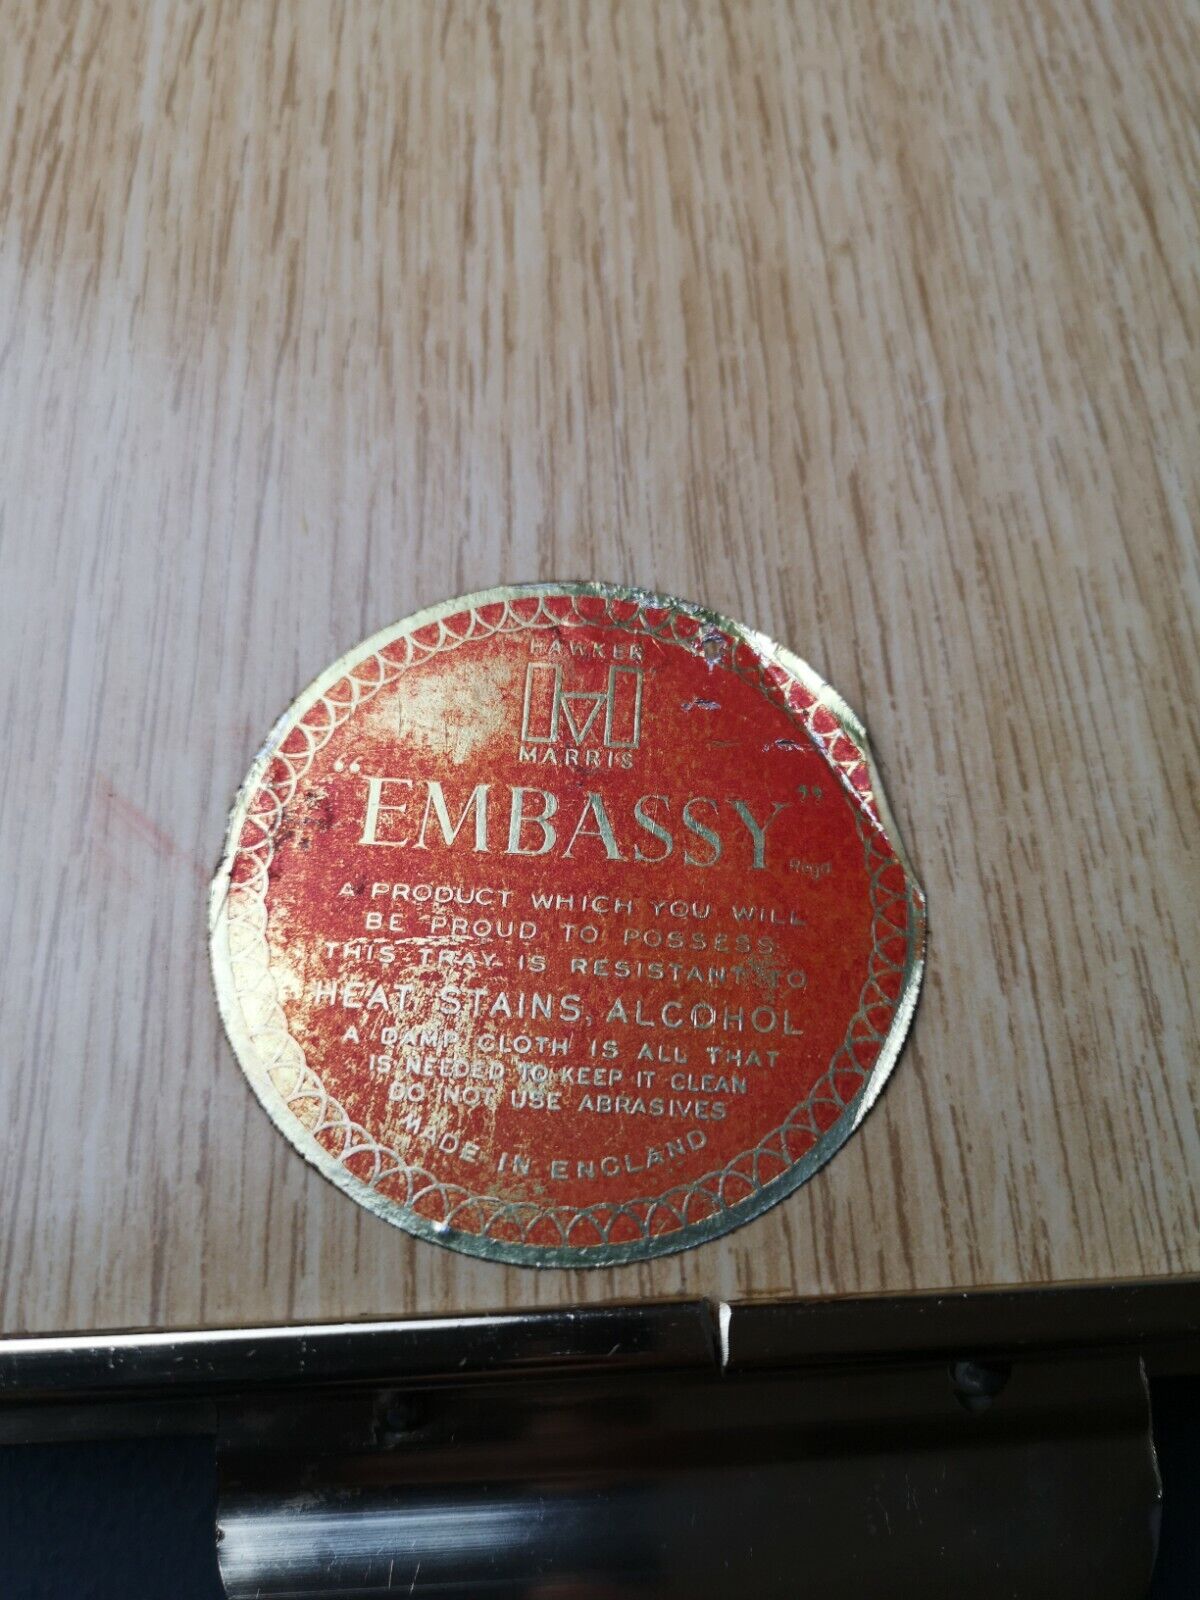 HAWKER
H
MARRIS
"EMBASSY" Regd
A PRODUCT WHICH YOU WILL
BE PROUD TO POSSESS
THIS TRAY IS RESISTANT TO
HEAT, STAINS, ALCOHOL
A DAMP CLOTH IS ALL THAT
IS NEEDED TO KEEP IT CLEAN
DO NOT USE ABRASIVES
MADE IN ENGLAND